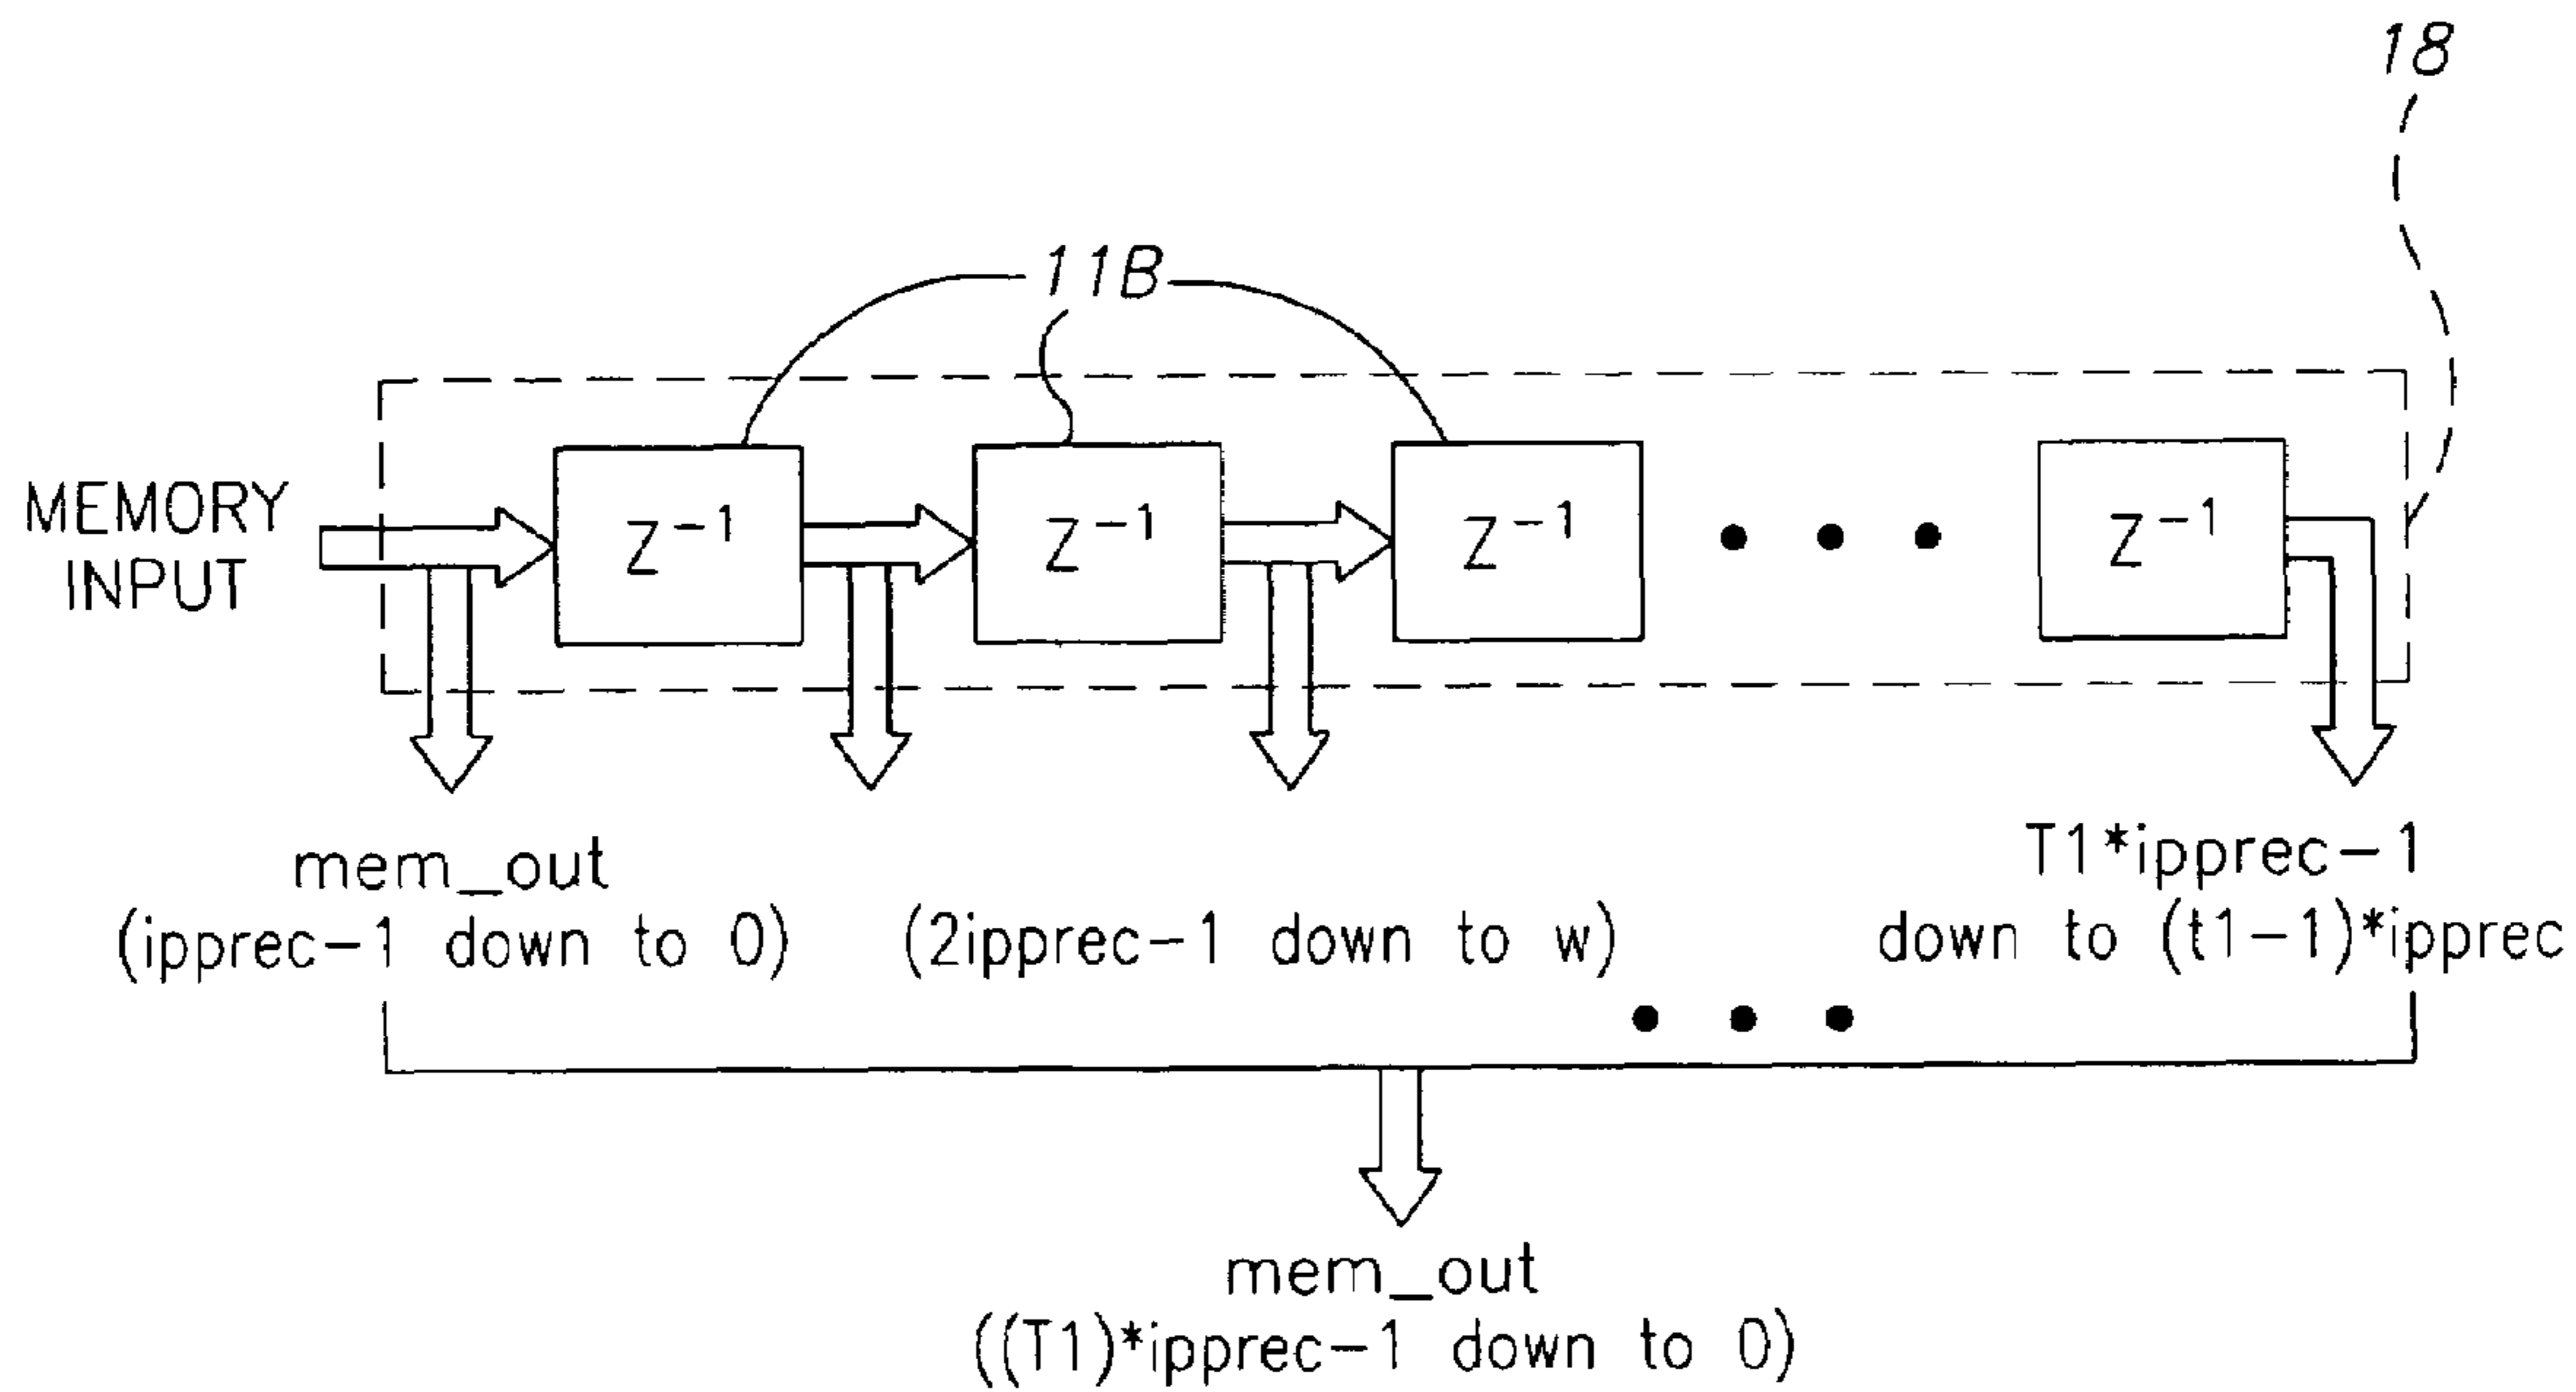 18
11B
MEMORY
INPUT
Z⁻¹
Z⁻¹
Z⁻¹
Z⁻¹
mem_out
(ipprec-1 down to 0)
(2ipprec-1 down to w)
T1*ipprec-1
down to (t1-1)*ipprec
mem_out
((T1)*ipprec-1 down to 0)